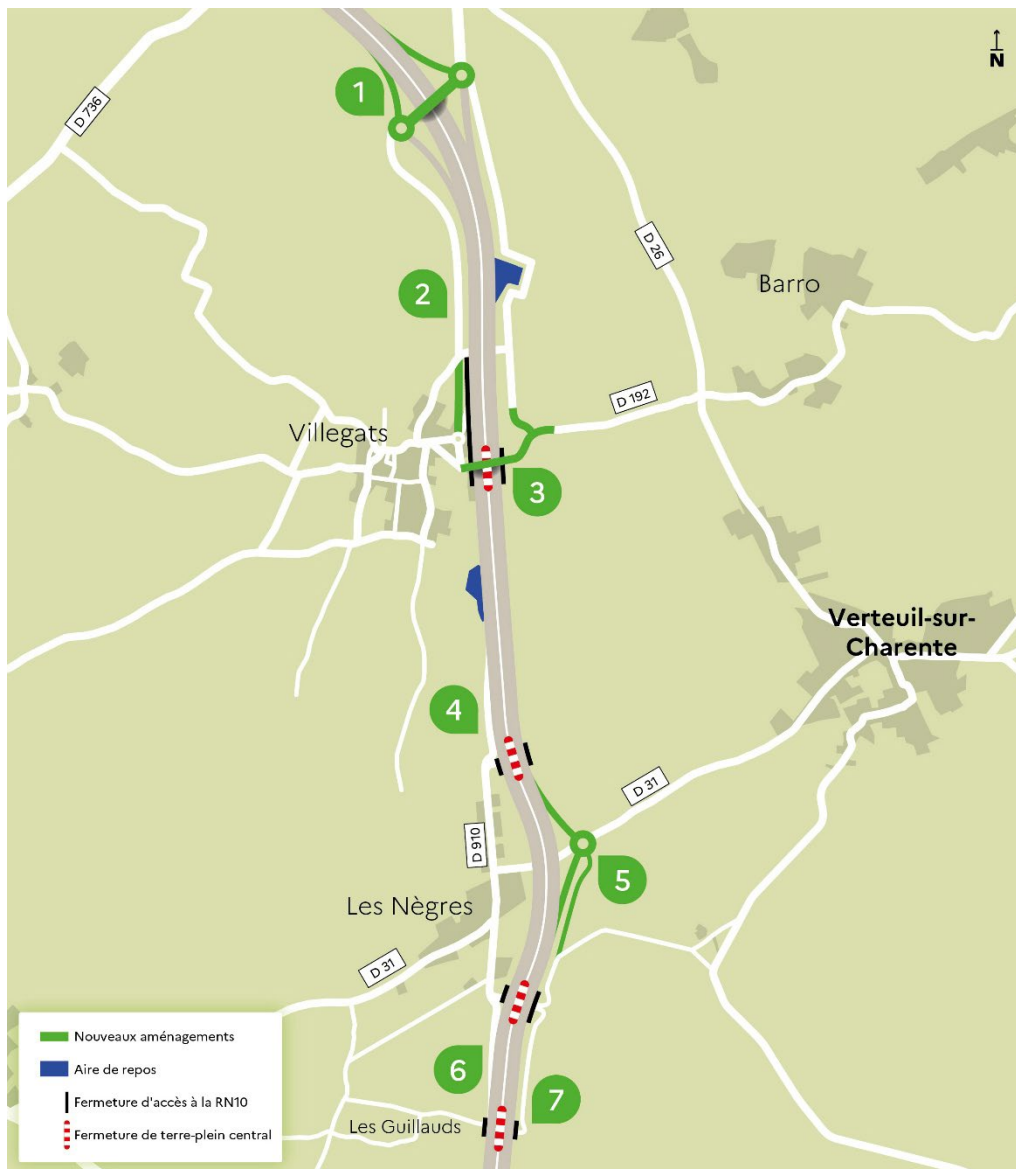 N
1
D 736
D 26
2
Barro
D 192
Villegats
3
Verteuil-sur-
Charente
4
D 31
D 910
5
Les Nègres
D 31
6
7
Les Guillauds
Nouveaux aménagements
Aire de repos
Fermeture d'accès à la RN10
Fermeture de terre-plein central